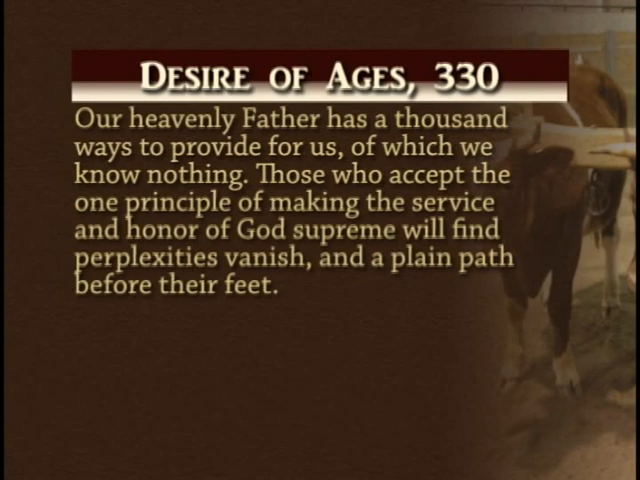 DESIRE OF AGES, 330
Our heavenly Father has a thousand
ways to provide for us, of which we
know nothing. Those who accept the
one principle of making the service
and honor of God supreme will find
perplexities vanish, and a plain path
before their feet.